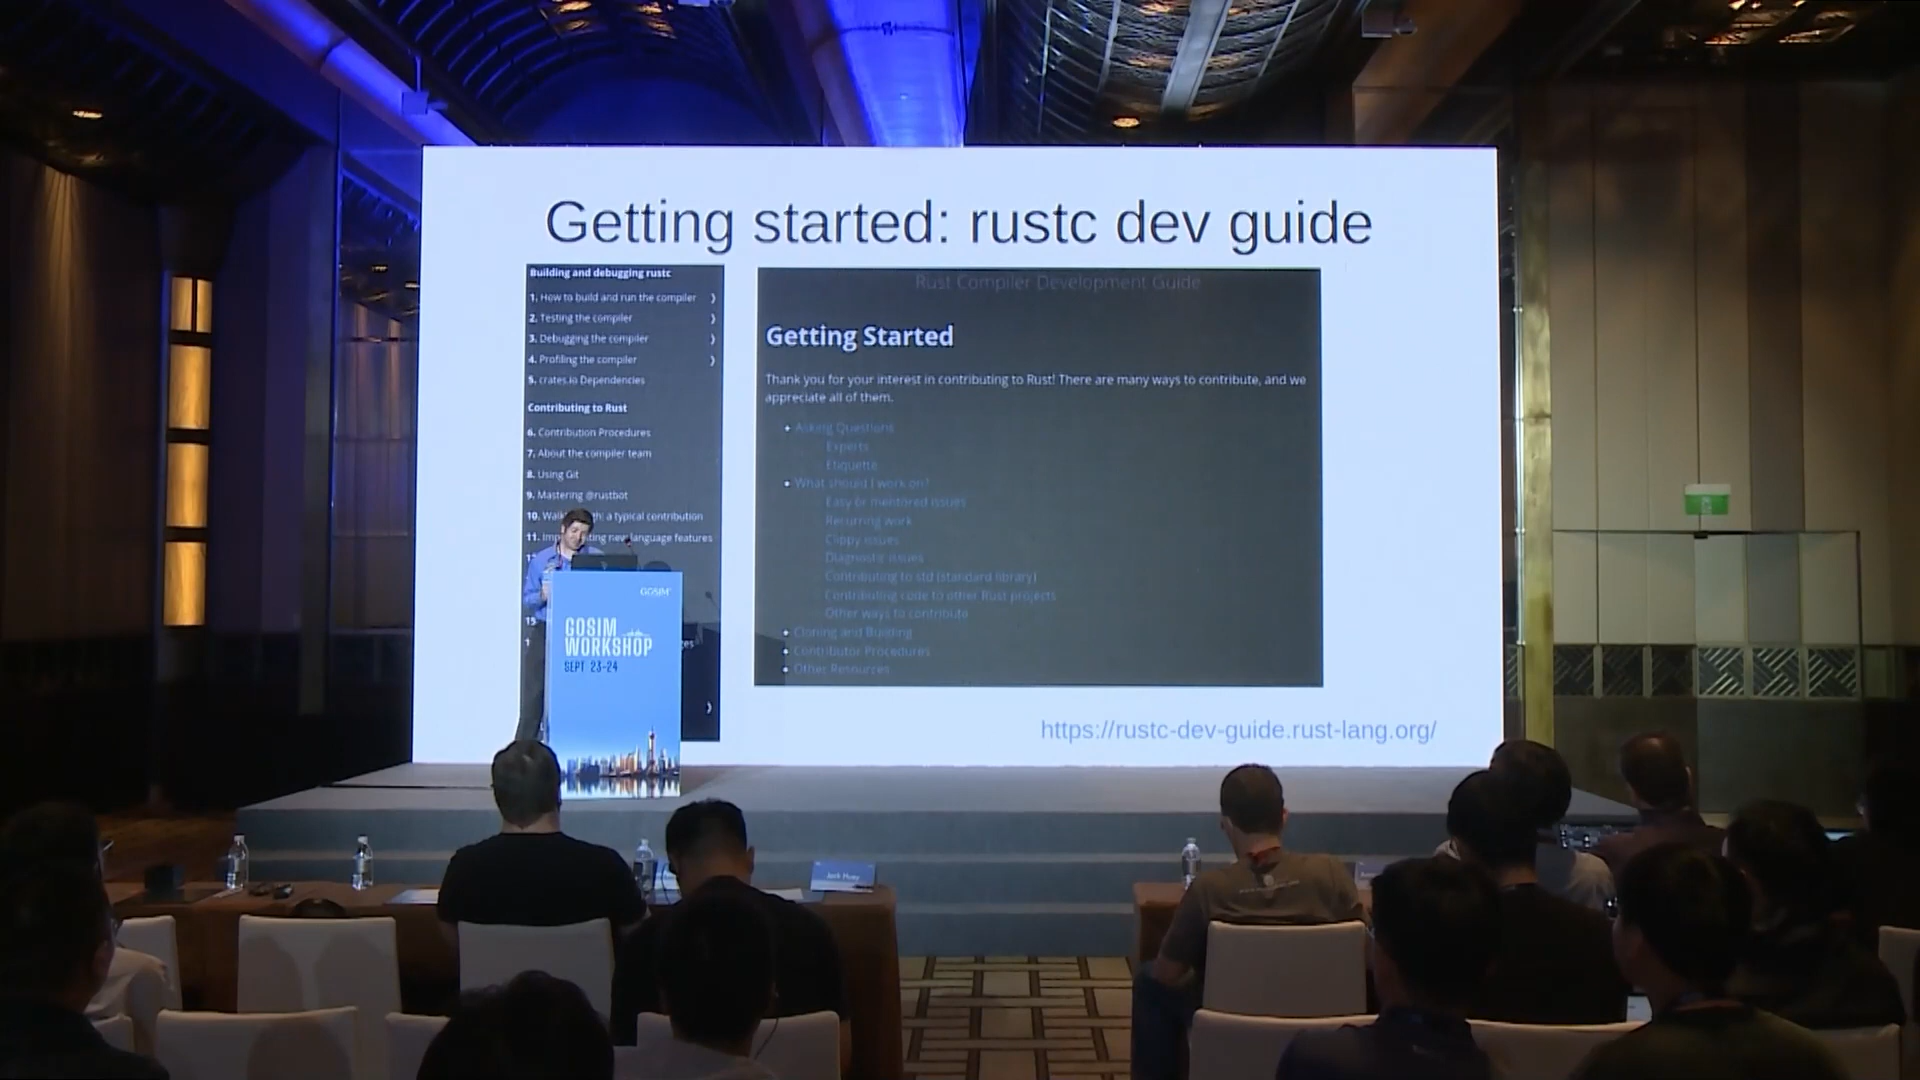 Getting started: rustc dev guide
Building and debugging rustc
1. How to build and run the compiler
2. Testing the compiler
3. Debugging the compiler
4. Profiling the compiler
5. crates.io Dependencies
Contributing to Rust
6. Contribution Procedures
7. About the compiler team
8. Using Git
9. Mastering @rustbot
10. a typical contribution
11. new language features
15
1
Rust Compiler Development Guide
Getting Started
Thank you for your interest in contributing to Rust! There are many ways to contribute, and we
appreciate all of them.
Asking Questions
Experts
Etiquette
What should I work on?
Easy or mentored issues
Recurring work
Clippy issues
Diagnostic issues
Contributing to std (standard library)
Contributing code to other Rust projects
Other ways to contribute
Cloning and Building
Contributor Procedures
Other Resources
https://rustc-dev-guide.rust-lang.org/
GOSIM
GOSIM
WORKSHOP
SEPT 23-24
Jack Huey